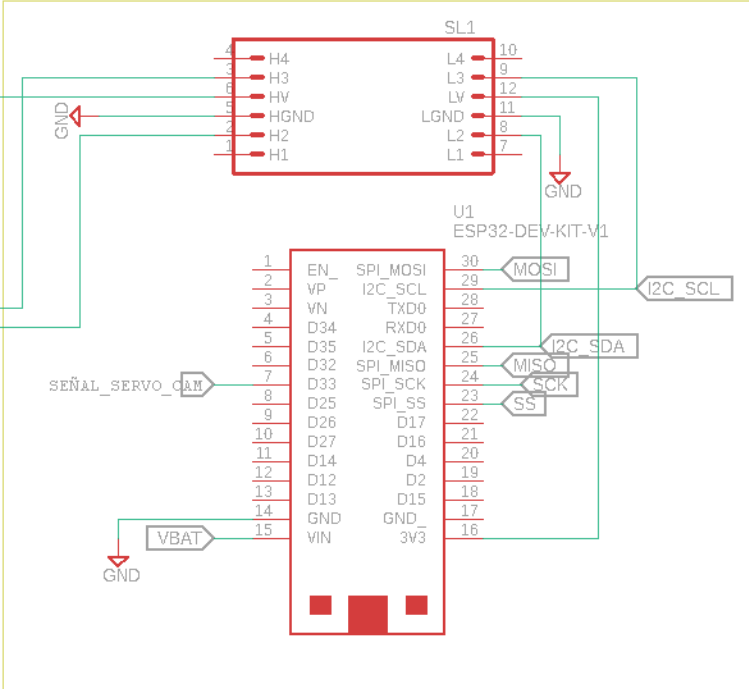 SL1
4 H4 L4 10
3 H3 L3 9
6 HV LV 12
5 HGND LGND 11
2 H2 L2 8
1 H1 L1 7
GND
GND
U1
ESP32-DEV-KIT-V1
1 EN_ SPI_MOSI 30 MOSI
2 VP I2C_SCL 29 I2C_SCL
3 VN TXD0 28
4 D34 RXD0 27
5 D35 I2C_SDA 26 I2C_SDA
6 D32 SPI_MISO 25 MISO
SEÑAL_SERVO_CAM 7 D33 SPI_SCK 24 SCK
8 D25 SPI_SS 23 SS
9 D26 D17 22
10 D27 D16 21
11 D14 D4 20
12 D12 D2 19
13 D13 D15 18
14 GND GND_ 17
VBAT 15 VIN 3V3 16
GND